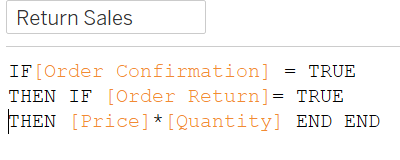 Return Sales
IF[Order Confirmation] = TRUE
THEN IF [Order Return]= TRUE
THEN [Price]*[Quantity] END END